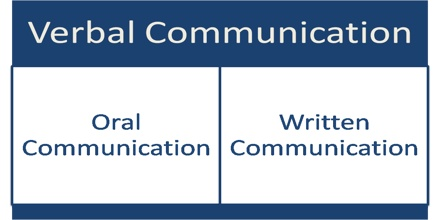 Verbal Communication
Oral
Communication
Written
Communication